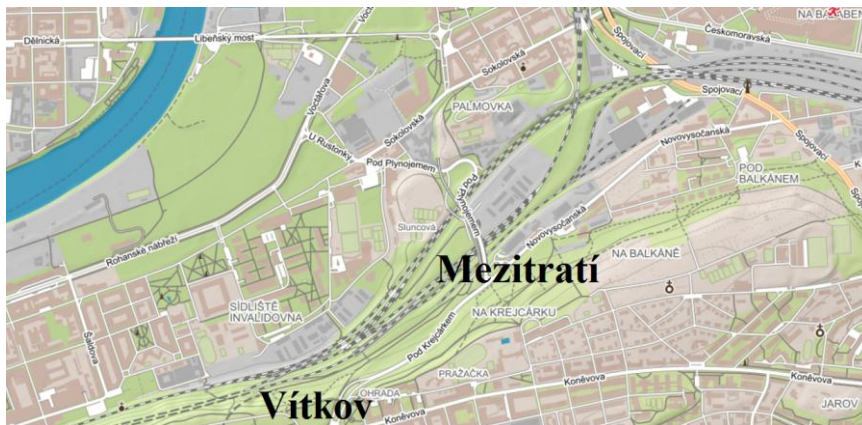 NA BALKÁNĚ
Dělnická
Libeňský most
Voctářova
Českomoravská
Spojovací
Sokolovská
Spojovací
Voctářova
PALMOVKA
Sokolovská
Novovysočanská
Spojovací
U Rustonky
Pod Plynojemem
POD
BALKÁNEM
K
Pod
Plynojemem
Sluncová
Novovysočanská
Rohanské nábřeží
NA BALKÁNĚ
Mezitratí
SÍDLIŠTĚ
INVALIDOVNA
NA KREJCÁRKU
Šaldova
Pod Krejcárkem
PRAŽAČKA
Koněvova
OHRADA
Vítkov
Koněvova
JAROV